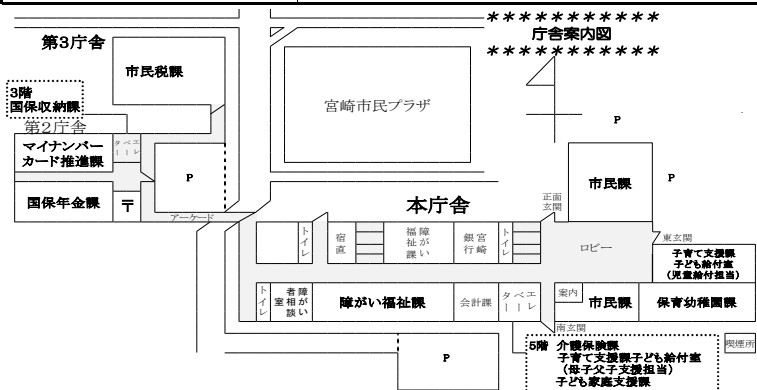 ＊＊＊＊＊＊＊＊＊＊＊
庁舎案内図
＊＊＊＊＊＊＊＊＊＊＊
第3庁舎
市民税課
3階
国保収納課
第2庁舎
マイナンバー
カード推進課
エレベーター
P
国保年金課
〒
アーケード
宮崎市民プラザ
P
P
市民課
正面
玄関
本庁舎
トイレ
宿直
障がい福祉課
宮崎銀行
トイレ
ロビー
東玄関
子育て支援課
子ども給付室
（児童給付担当）
トイレ
障がい者相談室
障がい福祉課
会計課
エレベーター
案内
市民課
保育幼稚園課
南玄関
P
5階 介護保険課
子育て支援課子ども給付室
（母子父子支援担当）
子ども家庭支援課
喫煙所